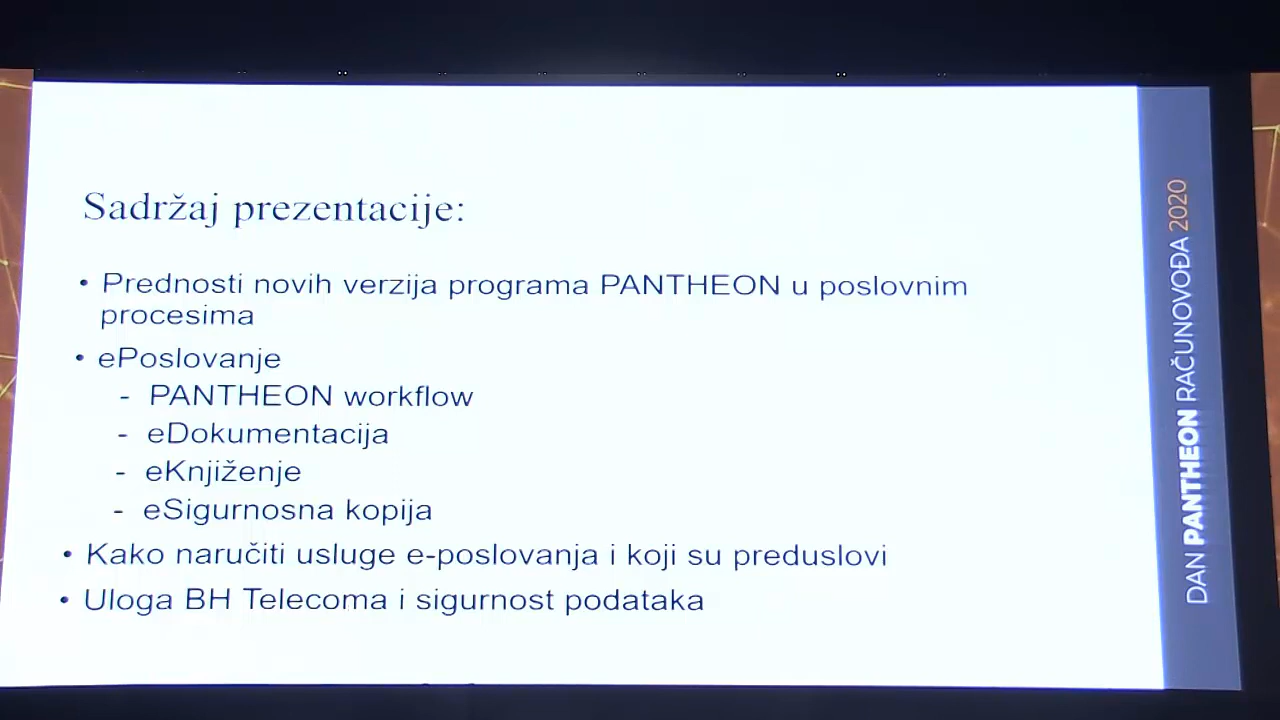 Sadržaj prezentacije:
• Prednosti novih verzija programa PANTHEON u poslovnim
procesima
• ePoslovanje
- PANTHEON workflow
- eDokumentacija
- eKnjiženje
- eSigurnosna kopija
• Kako naručiti usluge e-poslovanja i koji su preduslovi
• Uloga BH Telecoma i sigurnost podataka
DAN PANTHEON RAČUNOVOĐA 2020